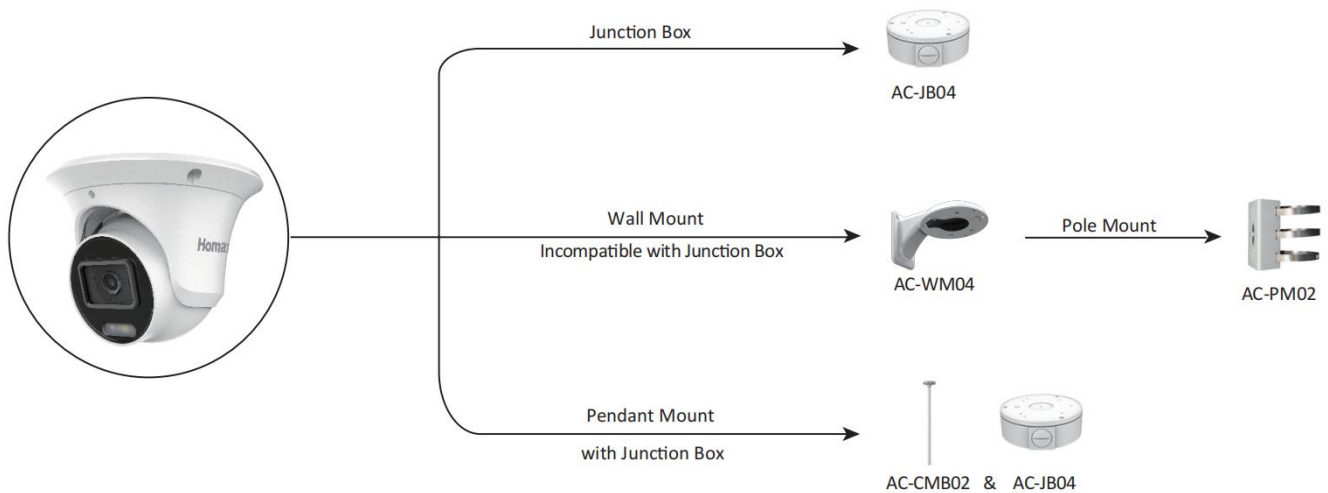 Junction Box
AC-JB04
Wall Mount
Incompatible with Junction Box
AC-WM04
Pole Mount
AC-PM02
Pendant Mount
with Junction Box
AC-CMB02 & AC-JB04